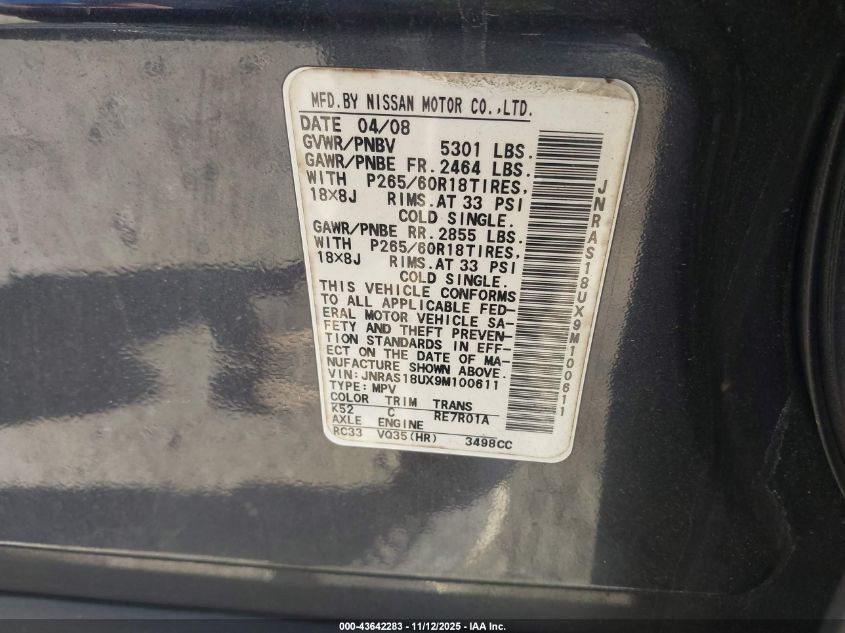 MFD.BY NISSAN MOTOR CO.,LTD.
DATE 04/08
GVWR/PNBV 5301 LBS.
GAWR/PNBE FR. 2464 LBS.
WITH P265/60R18TIRES,
18×8J RIMS.AT 33 PSI
COLD SINGLE.
GAWR/PNBE RR. 2855 LBS.
WITH P265/60R18TIRES,
18×8J RIMS.AT 33 PSI
COLD SINGLE.
THIS VEHICLE CONFORMS
TO ALL APPLICABLE FED-
ERAL MOTOR VEHICLE SA-
FETY AND THEFT PREVEN-
TION STANDARDS IN EFF-
ECT ON THE DATE OF MA-
NUFACTURE SHOWN ABOVE.
VIN: JNRAS18UX9M100611
TYPE: MPV
COLOR TRIM TRANS
K52 C RE7R01A
AXLE ENGINE
RC33 VQ35(HR) 3498CC
JNRAS18UX9M100611
000-43642283 - 11/12/2025 - IAA Inc.